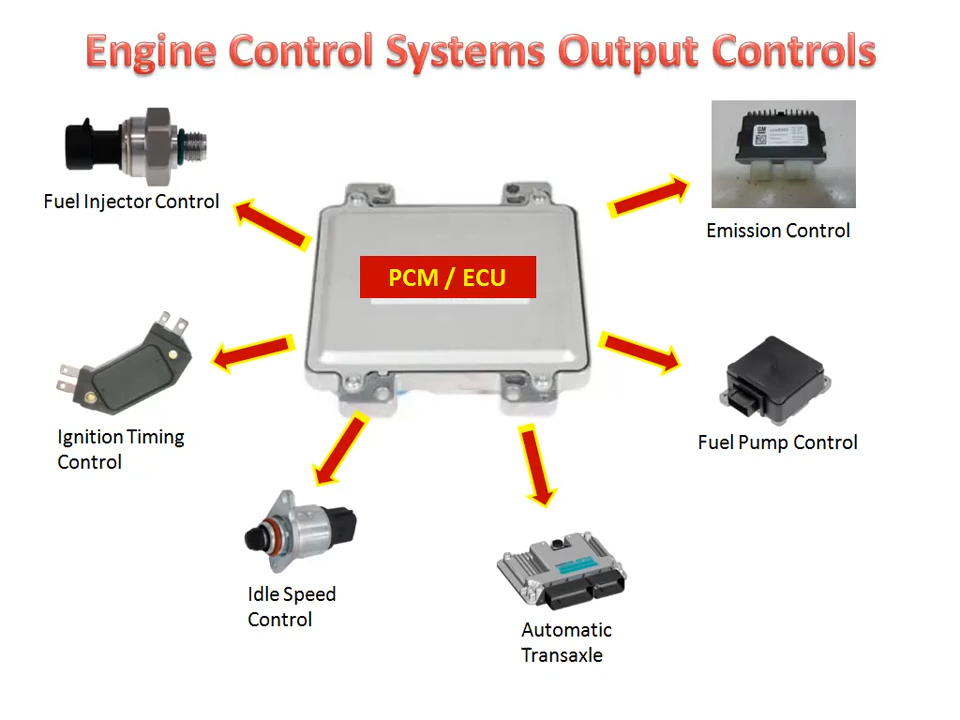 Engine Control Systems Output Controls
Fuel Injector Control
PCM / ECU
GM
Emission Control
Ignition Timing
Control
Fuel Pump Control
Idle Speed
Control
Automatic
Transaxle